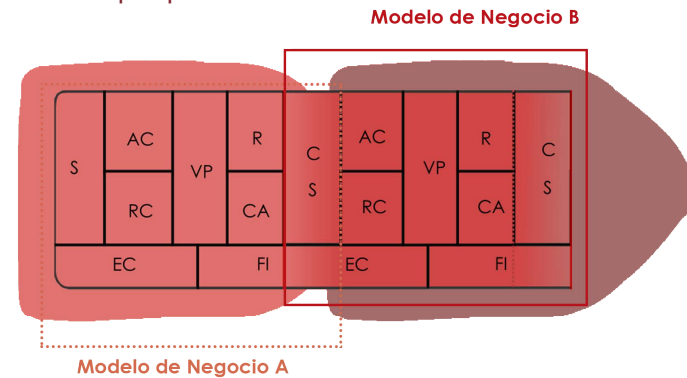 Modelo de Negocio B
S
AC
RC
VP
R
CA
C
S
AC
RC
VP
R
CA
C
S
EC
FI
EC
FI
Modelo de Negocio A